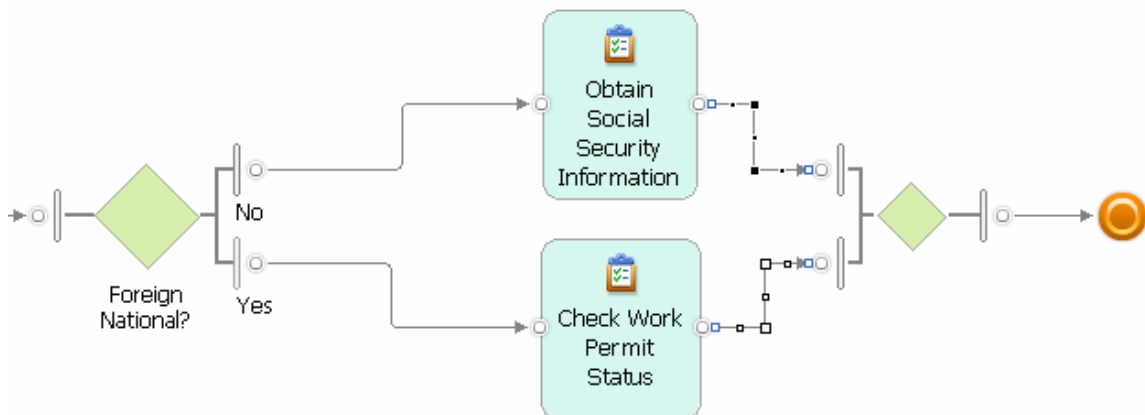 Obtain
Social
Security
Information
No
Yes
Foreign
National?
Check Work
Permit
Status